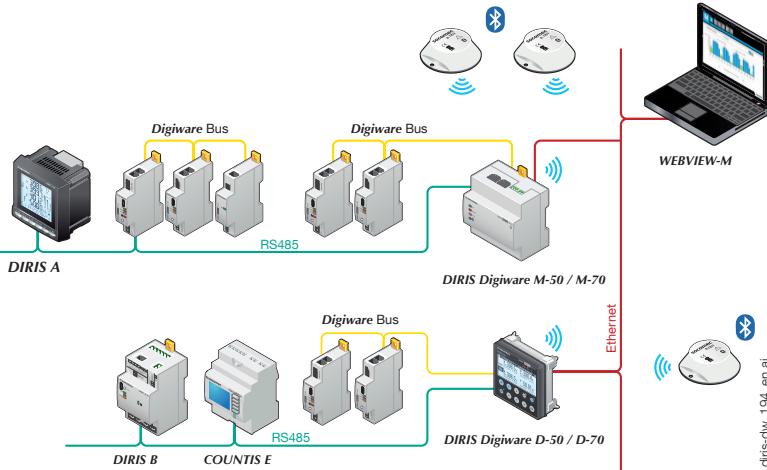 Digiware Bus
Digiware Bus
WEBVIEW-M
RS485
DIRIS A
DIRIS Digiware M-50 / M-70
Ethernet
Digiware Bus
RS485
DIRIS B
COUNTIS E
DIRIS Digiware D-50 / D-70
diris-dw_194_en.ai